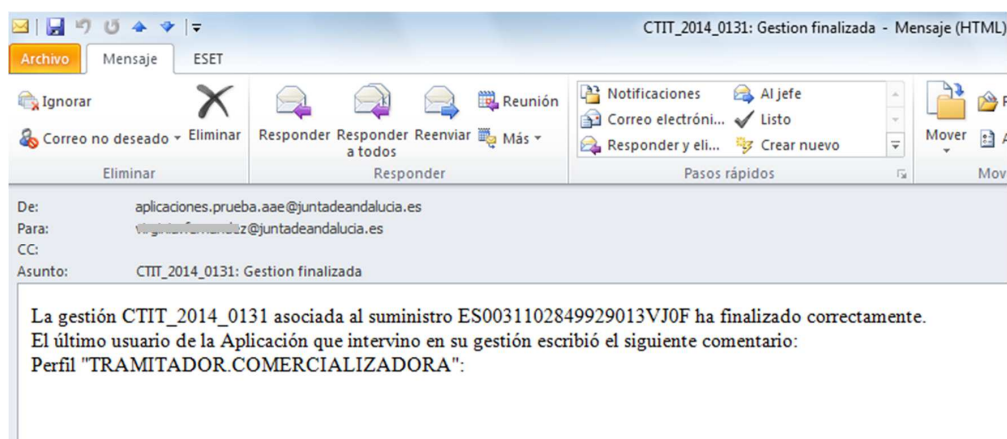 CTIT_2014_0131: Gestion finalizada - Mensaje (HTML)
Archivo Mensaje ESET
Ignorar
Correo no deseado
Eliminar
Responder
Responder a todos
Reenviar
Reunión
Más
Notificaciones
Correo electróni...
Responder y eli...
Al jefe
Listo
Crear nuevo
Mover
Eliminar Responder Pasos rápidos Mov
De: aplicaciones.prueba.aae@juntadeandalucia.es
Para: z@juntadeandalucia.es
CC:
Asunto: CTIT_2014_0131: Gestion finalizada
La gestión CTIT_2014_0131 asociada al suministro ES0031102849929013VJ0F ha finalizado correctamente.
El último usuario de la Aplicación que intervino en su gestión escribió el siguiente comentario:
Perfil "TRAMITADOR.COMERCIALIZADORA":